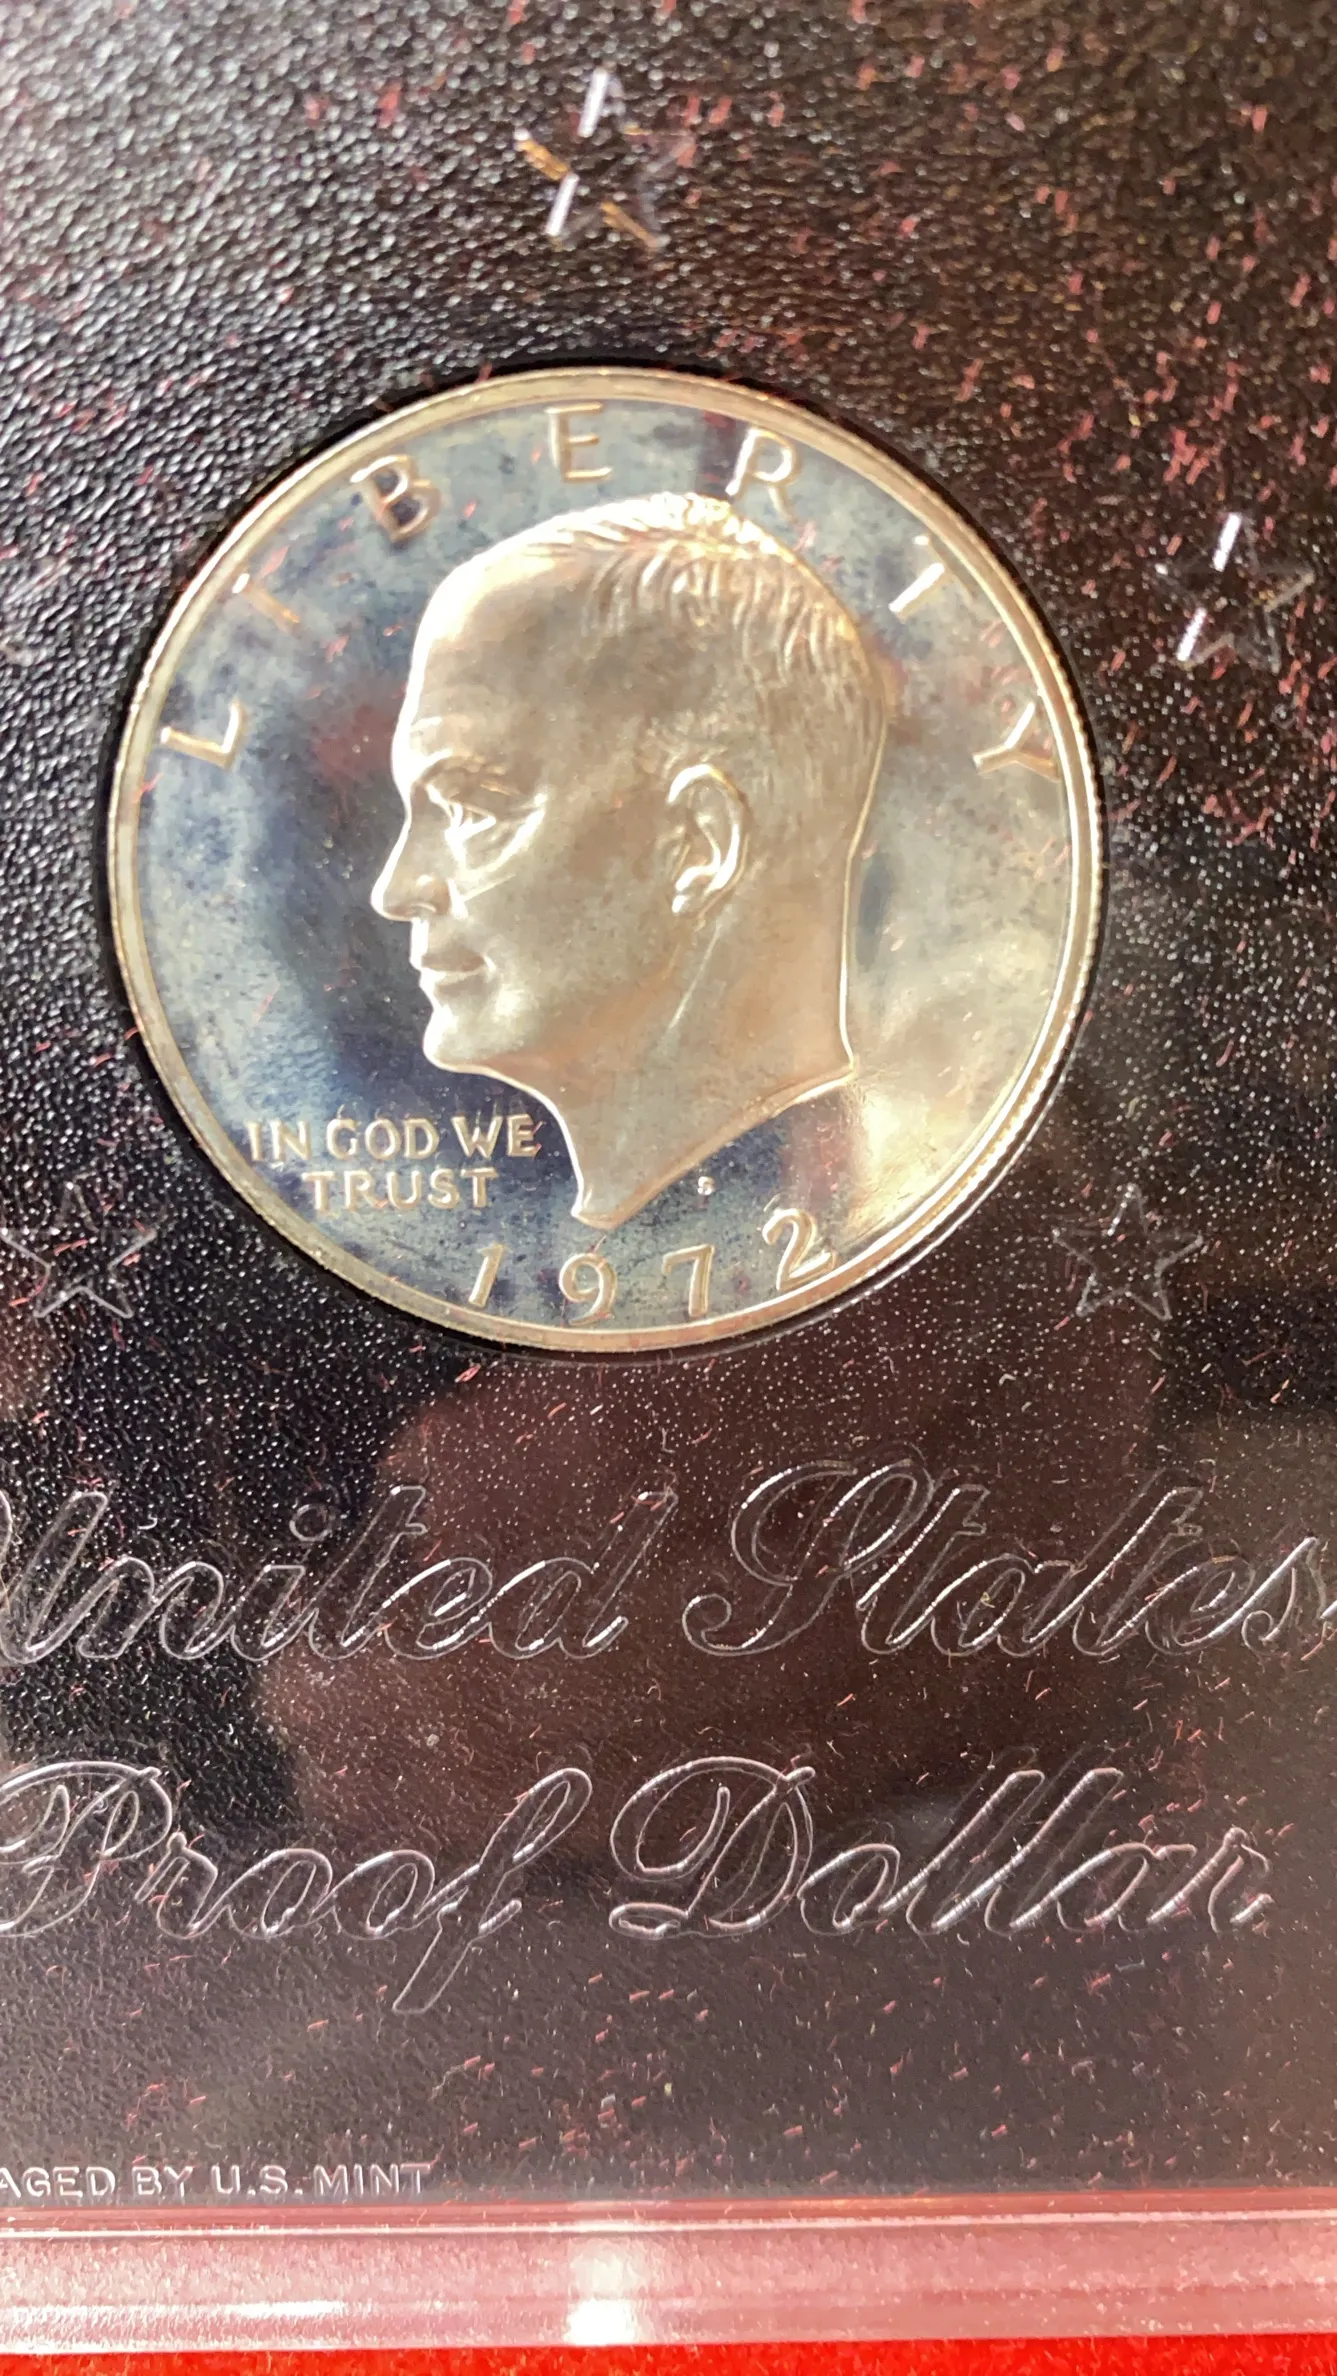 LIBERTY
IN GOD WE
TRUST
S
1972
United States
Proof Dollar
AGED BY U.S. MINT